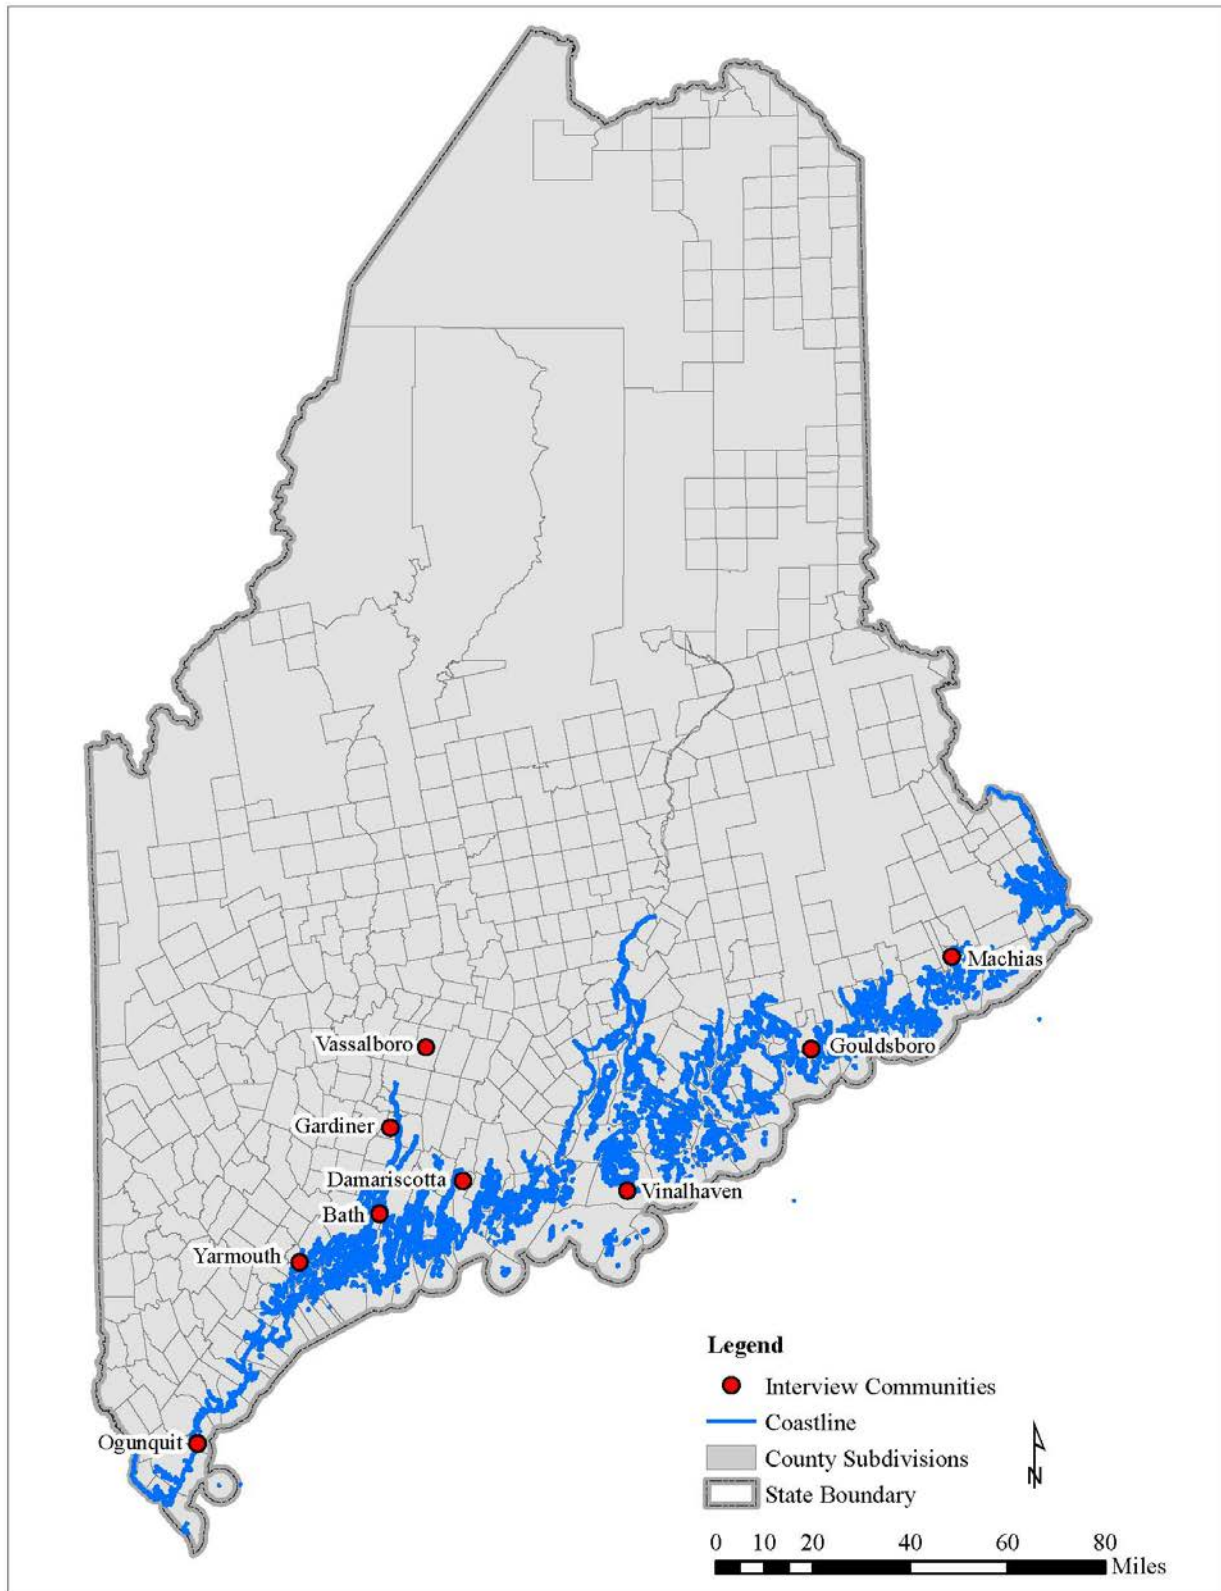 Machias
Vassalboro
Gouldsboro
Gardiner
Damariscotta
Vinalhaven
Bath
Yarmouth
Ogunquit
Legend
Interview Communities
Coastline
County Subdivisions
State Boundary
N
0 10 20 40 60 80
Miles